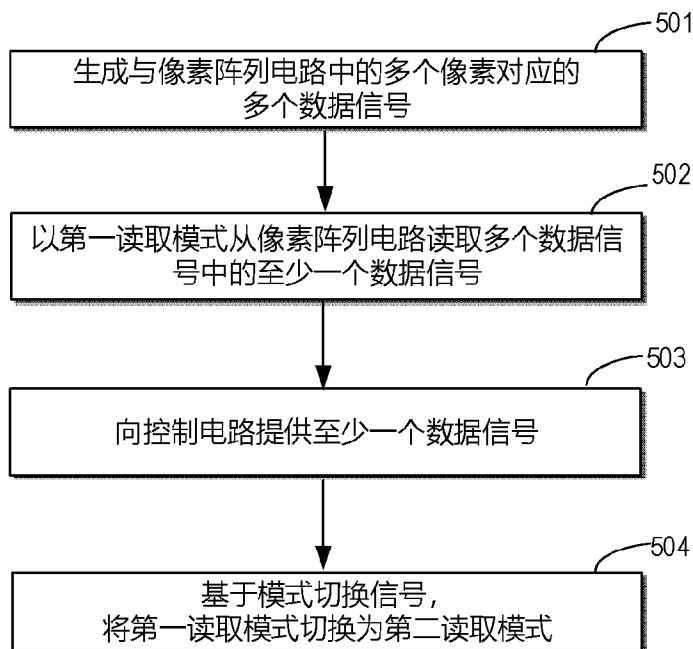 501
生成与像素阵列电路中的多个像素对应的
多个数据信号
502
以第一读取模式从像素阵列电路读取多个数据信
号中的至少一个数据信号
503
向控制电路提供至少一个数据信号
504
基于模式切换信号，
将第一读取模式切换为第二读取模式